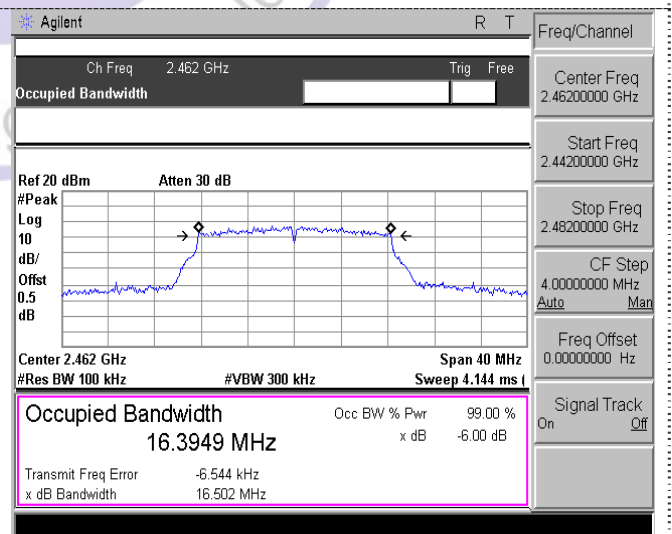 Agilent R T
Ch Freq 2.462 GHz Trig Free
Occupied Bandwidth
Ref 20 dBm Atten 30 dB
#Peak
Log
10
dB/
Offst
0.5
dB
Center 2.462 GHz Span 40 MHz
#Res BW 100 kHz #VBW 300 kHz Sweep 4.144 ms (
Occupied Bandwidth
16.3949 MHz
Occ BW % Pwr 99.00 %
x dB -6.00 dB
Transmit Freq Error -6.544 kHz
x dB Bandwidth 16.502 MHz
Freq/Channel
Center Freq
2.46200000 GHz
Start Freq
2.44200000 GHz
Stop Freq
2.48200000 GHz
CF Step
4.00000000 MHz
Auto Man
Freq Offset
0.00000000 Hz
Signal Track
On Off